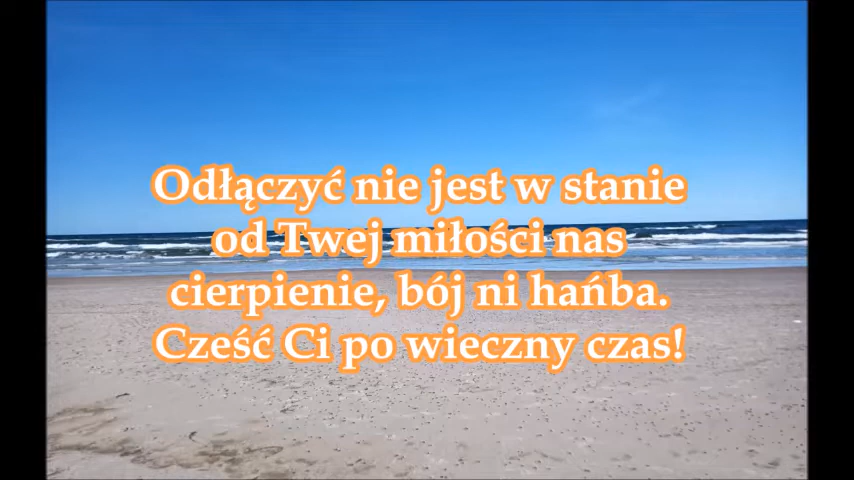 Odłączyć nie jest w stanie
od Twej miłości nas
cierpienie, bój ni hańba.
Cześć Ci po wieczny czas!